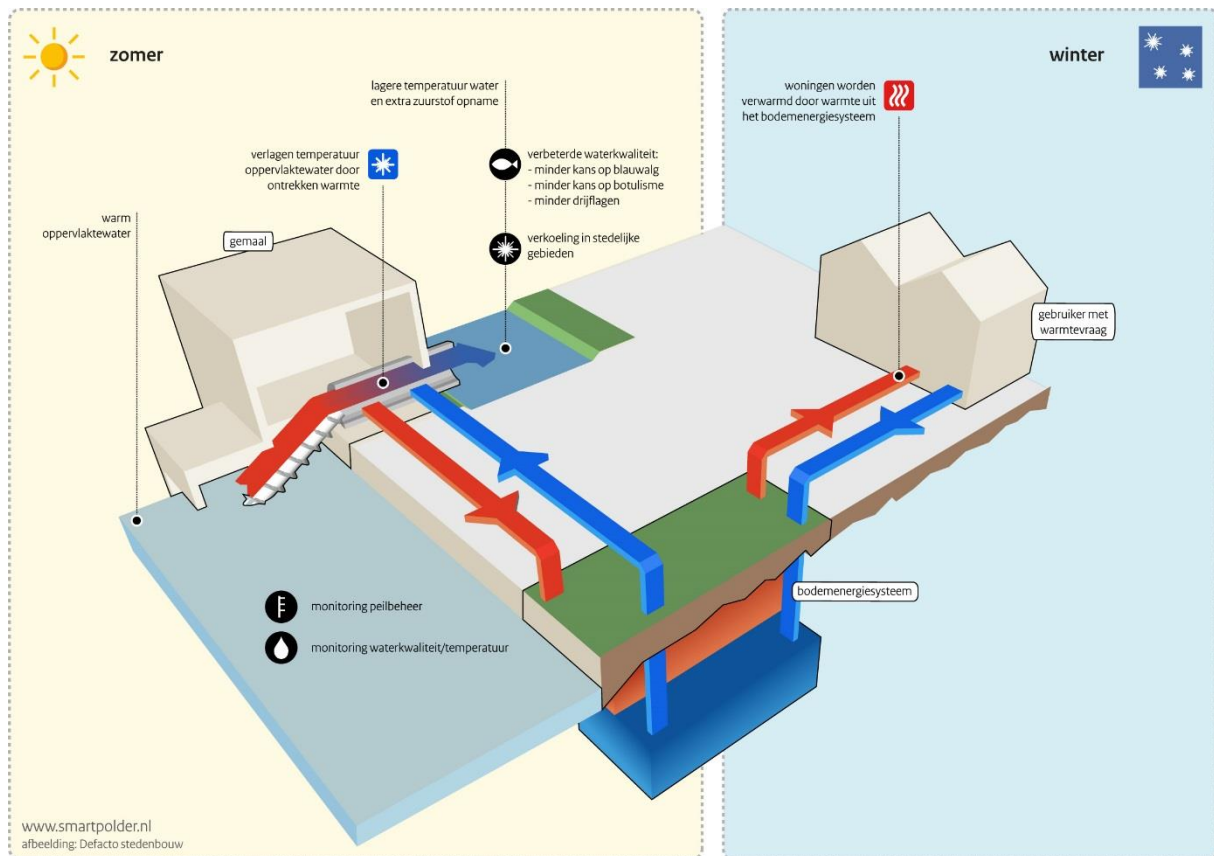 zomer
lagere temperatuur water
en extra zuurstof opname
verlagen temperatuur
oppervlaktewater door
ontrekken warmte
verbeterde waterkwaliteit:
- minder kans op blauwalg
- minder kans op botulisme
- minder drijflagen
warm
oppervlaktewater
gemaal
verkoeling in stedelijke
gebieden
monitoring peilbeheer
monitoring waterkwaliteit/temperatuur
www.smartpolder.nl
afbeelding: Defacto stedenbouw
winter
woningen worden
verwarmd door warmte uit
het bodemenergiesysteem
gebruiker met
warmtevraag
bodemenergiesysteem